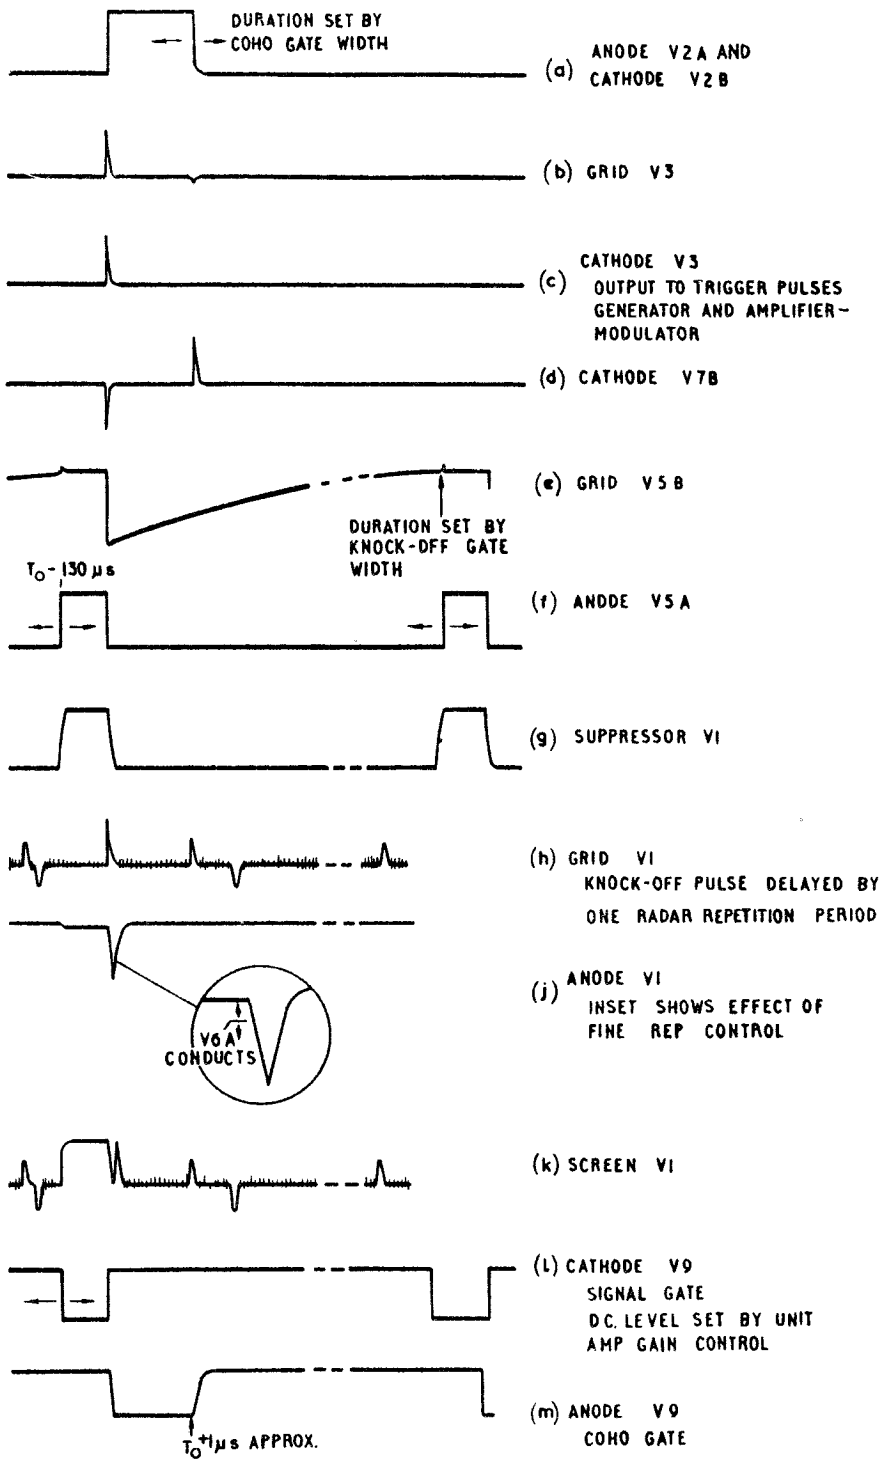 DURATION SET BY
COHO GATE WIDTH
(a) ANODE V2A AND
CATHODE V2B
(b) GRID V3
(c) CATHODE V3
OUTPUT TO TRIGGER PULSES
GENERATOR AND AMPLIFIER-
MODULATOR
(d) CATHODE V7B
(e) GRID V5B
DURATION SET BY
KNOCK-OFF GATE
WIDTH
T0-130 μs
(f) ANODE V5A
(g) SUPPRESSOR V1
(h) GRID V1
KNOCK-OFF PULSE DELAYED BY
ONE RADAR REPETITION PERIOD
(j) ANODE V1
INSET SHOWS EFFECT OF
FINE REP CONTROL
V6A
CONDUCTS
(k) SCREEN V1
(l) CATHODE V9
SIGNAL GATE
D.C. LEVEL SET BY UNIT
AMP GAIN CONTROL
(m) ANODE V9
COHO GATE
T0+1μs APPROX.